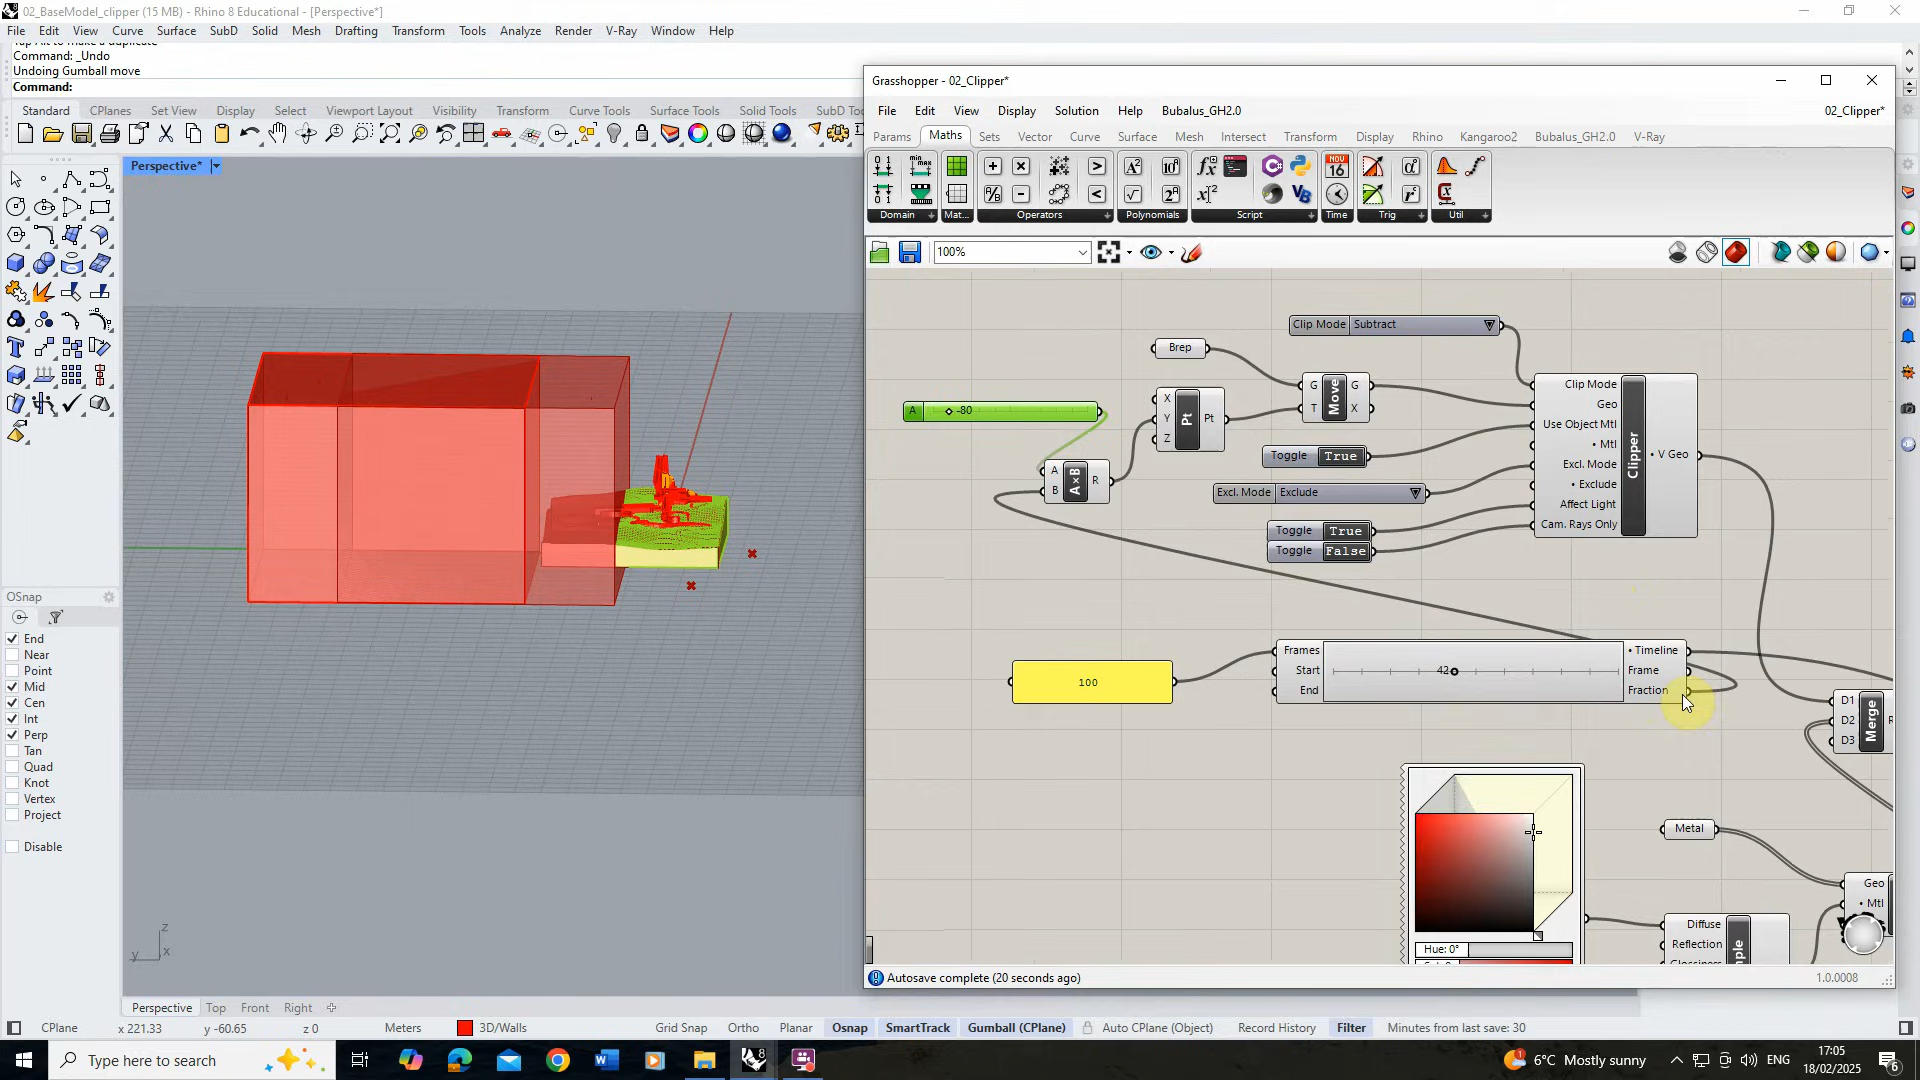 02_BaseModel_clipper (15 MB) - Rhino 8 Educational - [Perspective*]
File Edit View Curve Surface SubD Solid Mesh Drafting Transform Tools Analyze Render V-Ray Window Help
Tap Alt to make a duplicate
Command: _Undo
Undoing Gumball move
Command:
Standard CPlanes Set View Display Select Viewport Layout Visibility Transform Curve Tools Surface Tools Solid Tools SubD Too
Perspective*
Grasshopper - 02_Clipper*
File Edit View Display Solution Help Bubalus_GH2.0
02_Clipper*
Params Maths Sets Vector Curve Surface Mesh Intersect Transform Display Rhino Kangaroo2 Bubalus_GH2.0 V-Ray
Domain Mat... Operators Polynomials Script Time Trig Util
100%
Clip Mode Subtract
Brep
A -80
X Y Z Pt Pt
G T Move G X
A B A×B R
Toggle True
Excl. Mode Exclude
Toggle True
Toggle False
Clip Mode
Geo
Use Object Mtl
Mtl
Excl. Mode
Exclude
Affect Light
Cam. Rays Only
Clipper
V Geo
100
Frames
Start
End
42
Timeline
Frame
Fraction
D1
D2
D3
Merge
Metal
Geo
Mtl
Diffuse
Reflection
Hue: 0°
OSnap
End
Near
Point
Mid
Cen
Int
Perp
Tan
Quad
Knot
Vertex
Project
Disable
z
y x
Autosave complete (20 seconds ago)
1.0.0008
Perspective Top Front Right
CPlane x 221.33 y -60.65 z 0 Meters 3D/Walls Grid Snap Ortho Planar Osnap SmartTrack Gumball (CPlane) Auto CPlane (Object) Record History Filter Minutes from last save: 30
Type here to search
6°C Mostly sunny
ENG
17:05
18/02/2025
6